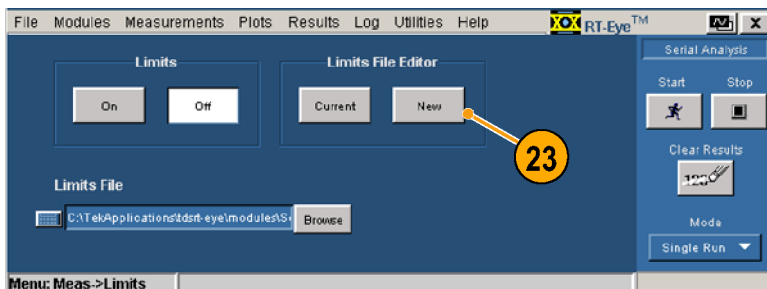 File Modules Measurements Plots Results Log Utilities Help RT-Eye™
Serial Analysis
Limits
Limits File Editor
Start Stop
On Off Current New
23
Clear Results
123
Limits File
C:\TekApplications\tdsrt-eye\modules\S
Browse
Mode
Single Run
Menu: Meas->Limits